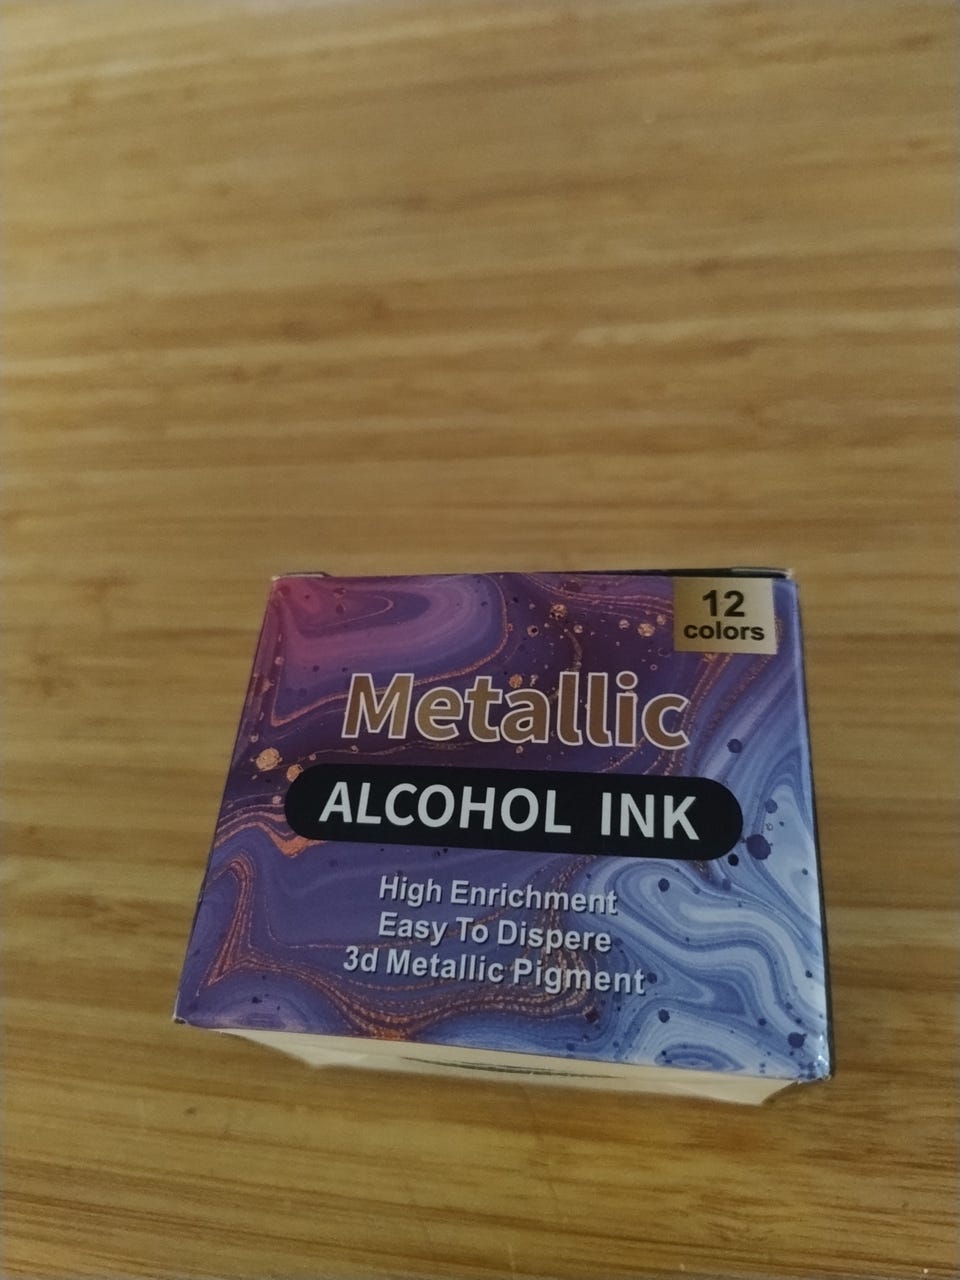 12
colors
Metallic
ALCOHOL INK
High Enrichment
Easy To Dispere
3d Metallic Pigment